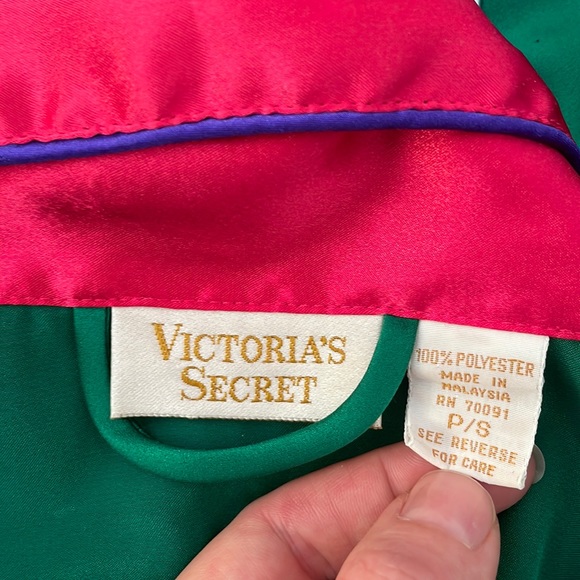 VICTORIA'S
SECRET
100% POLYESTER
MADE IN
MALAYSIA
RN 70091
P/S
SEE REVERSE
FOR CARE